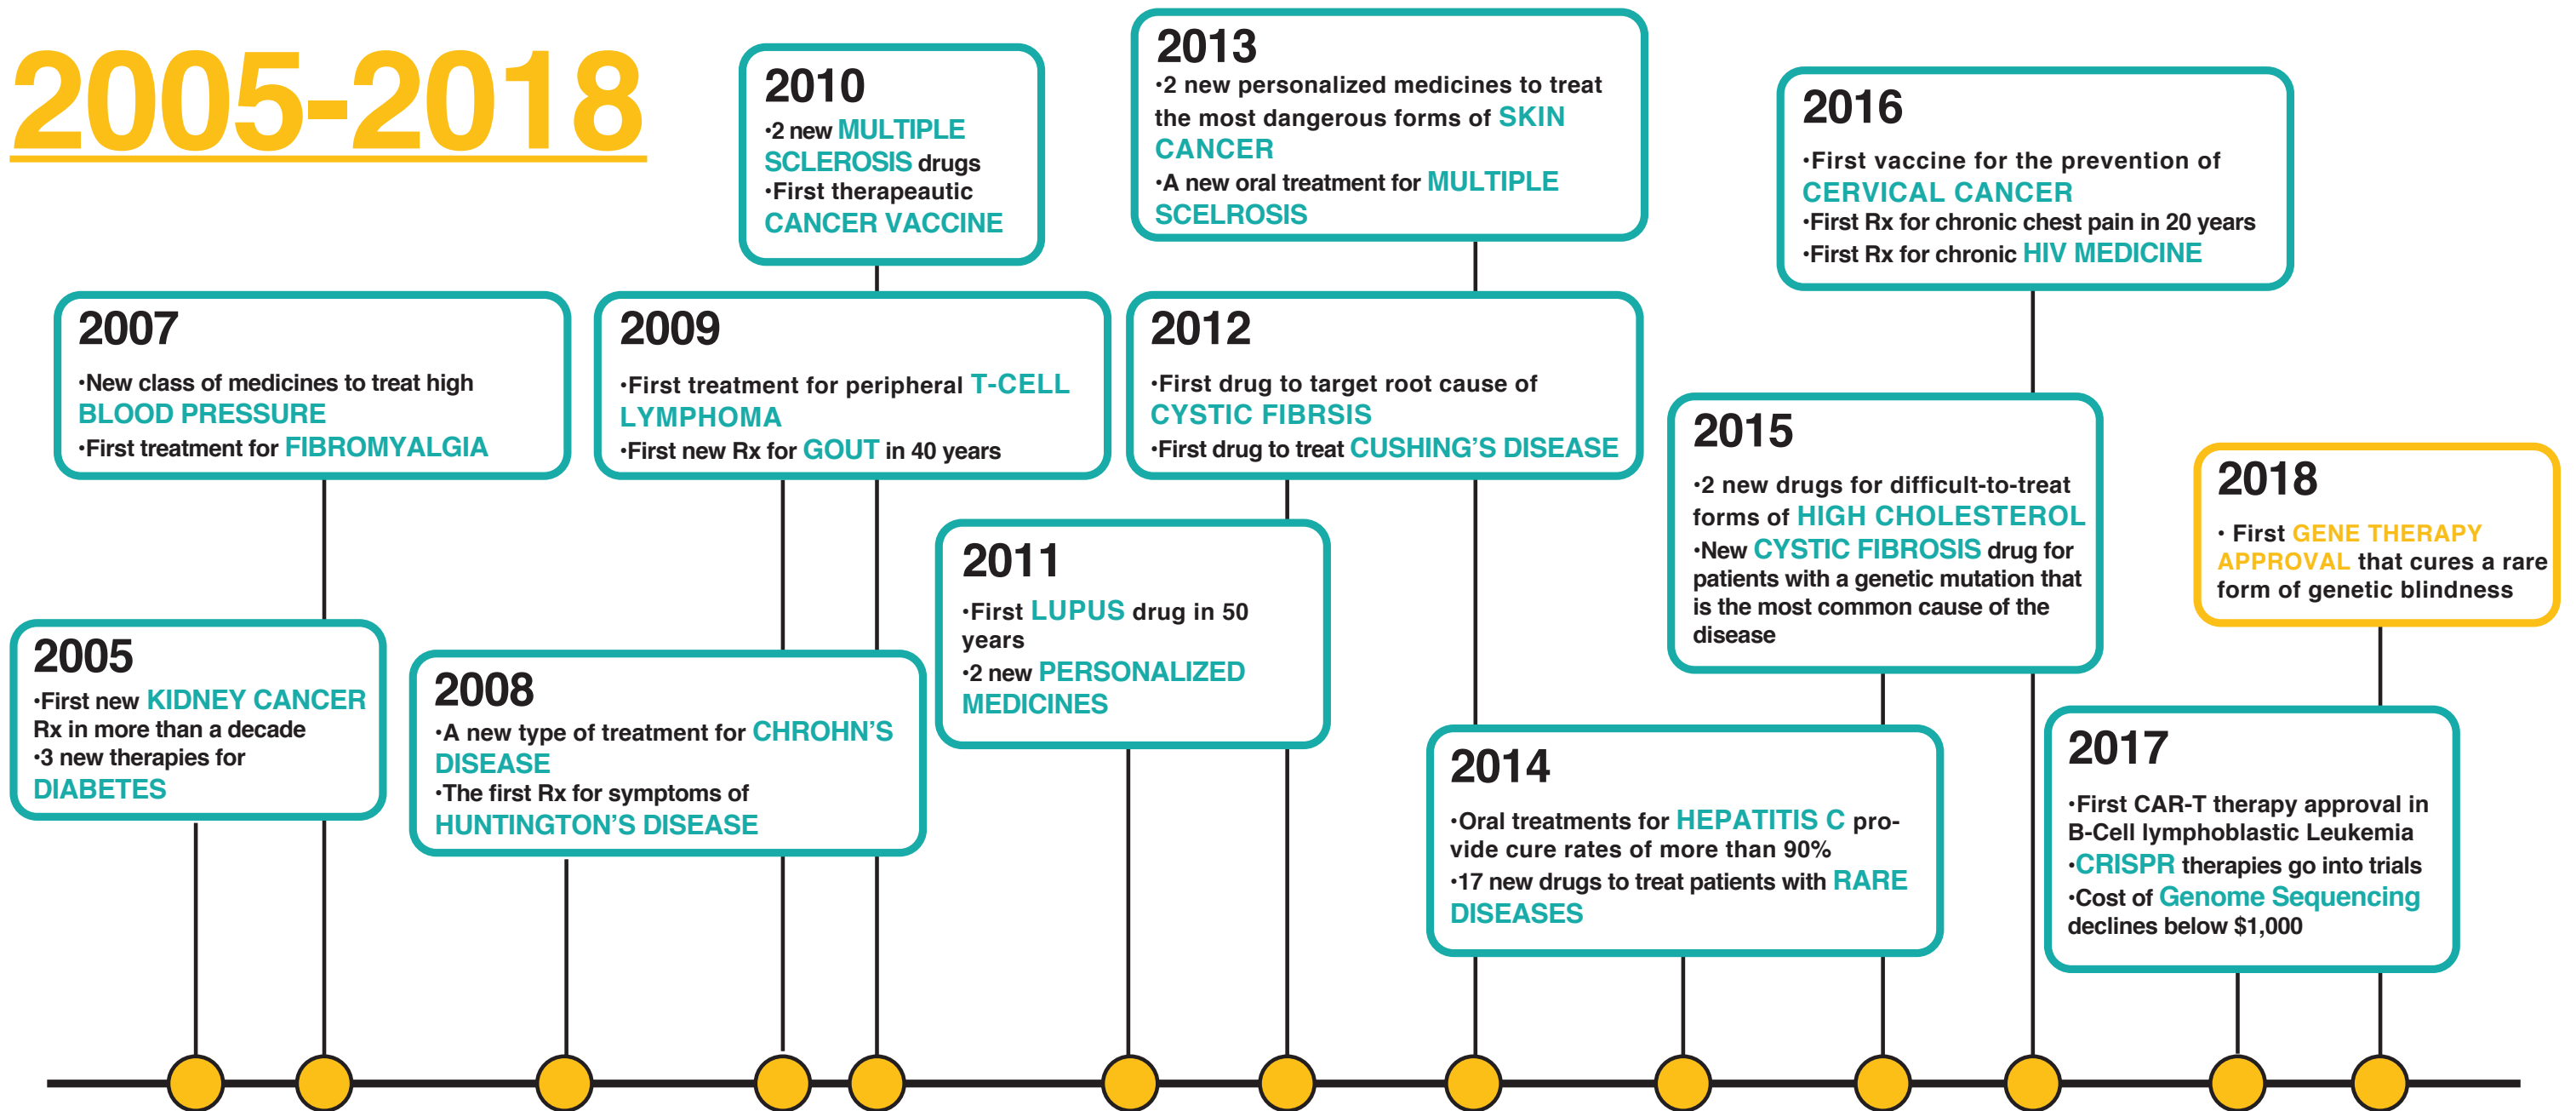 2005-2018
2005
•First new KIDNEY CANCER
Rx in more than a decade
•3 new therapies for
DIABETES
2007
•New class of medicines to treat high
BLOOD PRESSURE
•First treatment for FIBROMYALGIA
2008
•A new type of treatment for CHROHN'S
DISEASE
•The first Rx for symptoms of
HUNTINGTON'S DISEASE
2009
•First treatment for peripheral T-CELL
LYMPHOMA
•First new Rx for GOUT in 40 years
2010
•2 new MULTIPLE
SCLEROSIS drugs
•First therapeautic
CANCER VACCINE
2011
•First LUPUS drug in 50
years
•2 new PERSONALIZED
MEDICINES
2012
•First drug to target root cause of
CYSTIC FIBRSIS
•First drug to treat CUSHING'S DISEASE
2013
•2 new personalized medicines to treat
the most dangerous forms of SKIN
CANCER
•A new oral treatment for MULTIPLE
SCELROSIS
2014
•Oral treatments for HEPATITIS C pro-
vide cure rates of more than 90%
•17 new drugs to treat patients with RARE
DISEASES
2015
•2 new drugs for difficult-to-treat
forms of HIGH CHOLESTEROL
•New CYSTIC FIBROSIS drug for
patients with a genetic mutation that
is the most common cause of the
disease
2016
•First vaccine for the prevention of
CERVICAL CANCER
•First Rx for chronic chest pain in 20 years
•First Rx for chronic HIV MEDICINE
2017
•First CAR-T therapy approval in
B-Cell lymphoblastic Leukemia
•CRISPR therapies go into trials
•Cost of Genome Sequencing
declines below $1,000
2018
• First GENE THERAPY
APPROVAL that cures a rare
form of genetic blindness